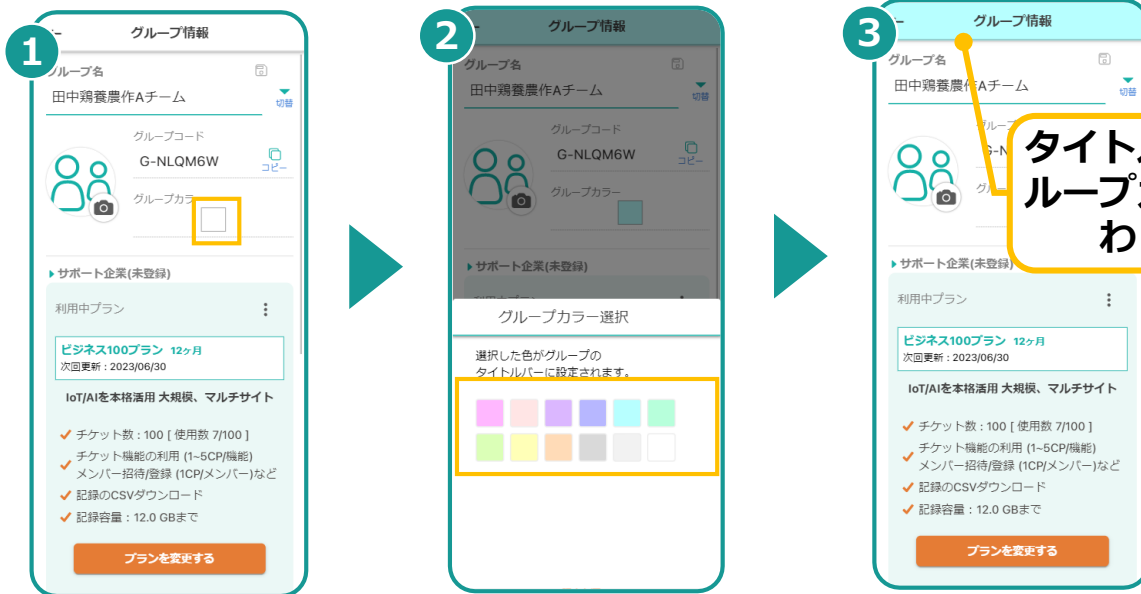 1
グループ情報
グループ名
田中鶏養農作Aチーム
切替
グループコード
G-NLQM6W
コピー
グループカラー
サポート企業(未登録)
利用中プラン
ビジネス100プラン 12ヶ月
次回更新 : 2023/06/30
IoT/AIを本格活用 大規模、マルチサイト
チケット数 : 100 [ 使用数 7/100 ]
チケット機能の利用 (1~5CP/機能)
メンバー招待/登録 (1CP/メンバー)など
記録のCSVダウンロード
記録容量 : 12.0 GBまで
プランを変更する
2
グループ情報
グループ名
田中鶏養農作Aチーム
切替
グループコード
G-NLQM6W
コピー
グループカラー
サポート企業(未登録)
グループカラー選択
選択した色がグループの
タイトルバーに設定されます。
3
グループ情報
グループ名
田中鶏養農作Aチーム
切替
タイト
ループ
わ
サポート企業(未登録)
利用中プラン
ビジネス100プラン 12ヶ月
次回更新 : 2023/06/30
IoT/AIを本格活用 大規模、マルチサイト
チケット数 : 100 [ 使用数 7/100 ]
チケット機能の利用 (1~5CP/機能)
メンバー招待/登録 (1CP/メンバー)など
記録のCSVダウンロード
記録容量 : 12.0 GBまで
プランを変更する